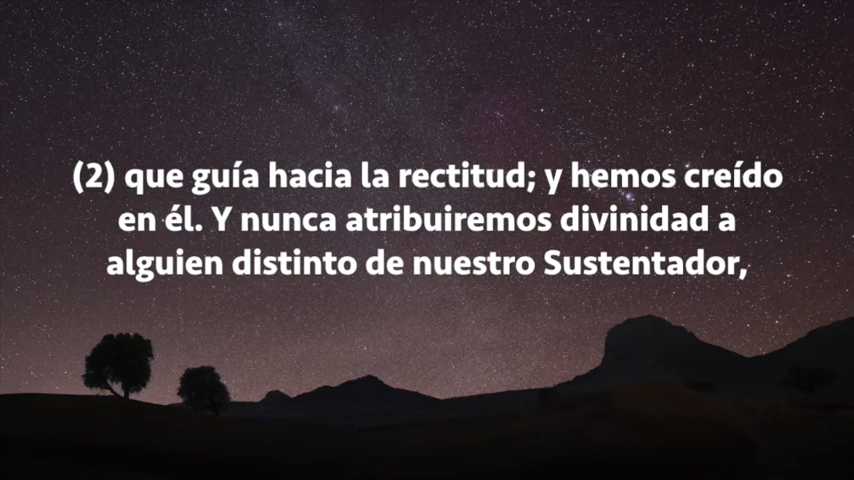 (2) que guía hacia la rectitud; y hemos creído
en él. Y nunca atribuiremos divinidad a
alguien distinto de nuestro Sustentador,